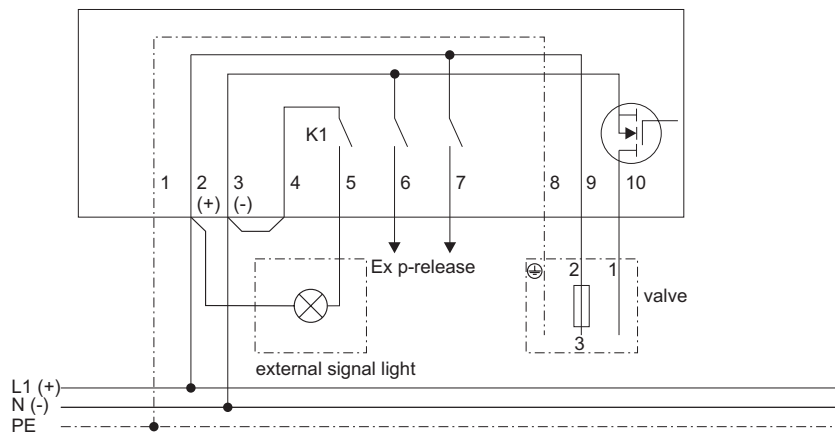 K1
1 2 3 4 5 6 7 8 9 10
(+) (-)
Ex p-release
2 1
valve
3
external signal light
L1 (+)
N (-)
PE